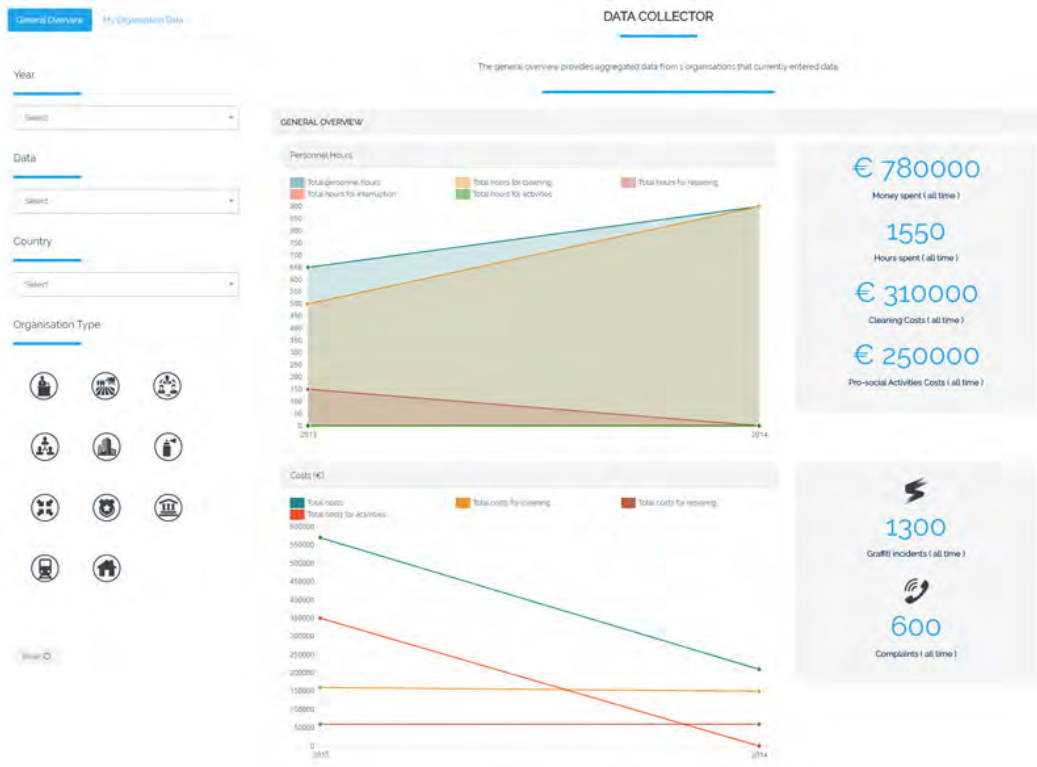 General Overview
My Organisation Data
Year
Select
Data
Select
Country
Select
Organisation Type
Reset
DATA COLLECTOR
The general overview provides aggregated data from 1 organisations that currently entered data
GENERAL OVERVIEW
Personnel Hours
Total personnel hours
Total hours for cleaning
Total hours for repairing
Total hours for interruption
Total hours for activities
900
850
800
750
700
650
600
550
500
450
400
350
300
250
200
150
100
50
0
2013
2014
€ 780000
Money spent ( all time )
1550
Hours spent ( all time )
€ 310000
Cleaning Costs ( all time )
€ 250000
Pro-social Activities Costs ( all time )
Costs (€)
Total costs
Total costs for cleaning
Total costs for repairing
Total costs for activities
600000
550000
500000
450000
400000
350000
300000
250000
200000
150000
100000
50000
0
2013
2014
1300
Graffiti incidents ( all time )
600
Complaints ( all time )